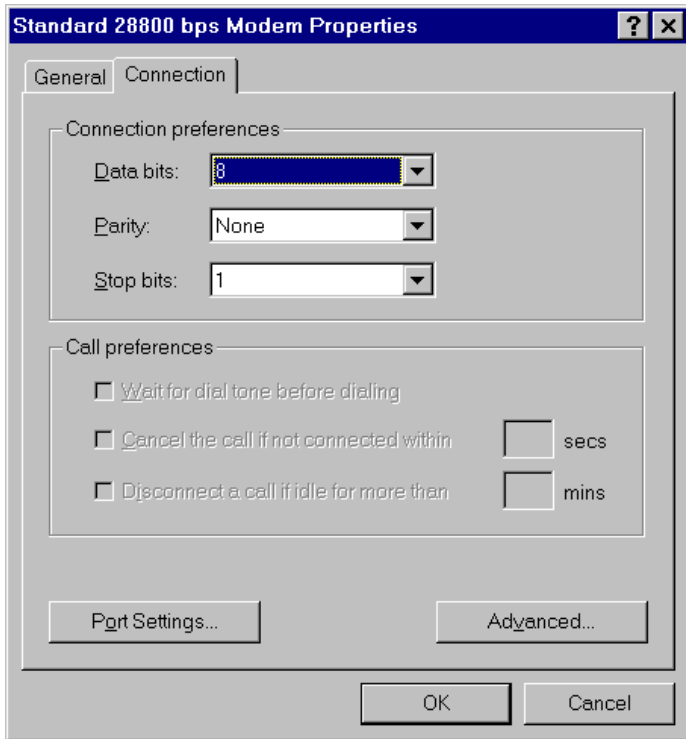 Standard 28800 bps Modem Properties
General Connection
Connection preferences
Data bits: 8
Parity: None
Stop bits: 1
Call preferences
Wait for dial tone before dialing
Cancel the call if not connected within secs
Disconnect a call if idle for more than mins
Port Settings... Advanced...
OK Cancel